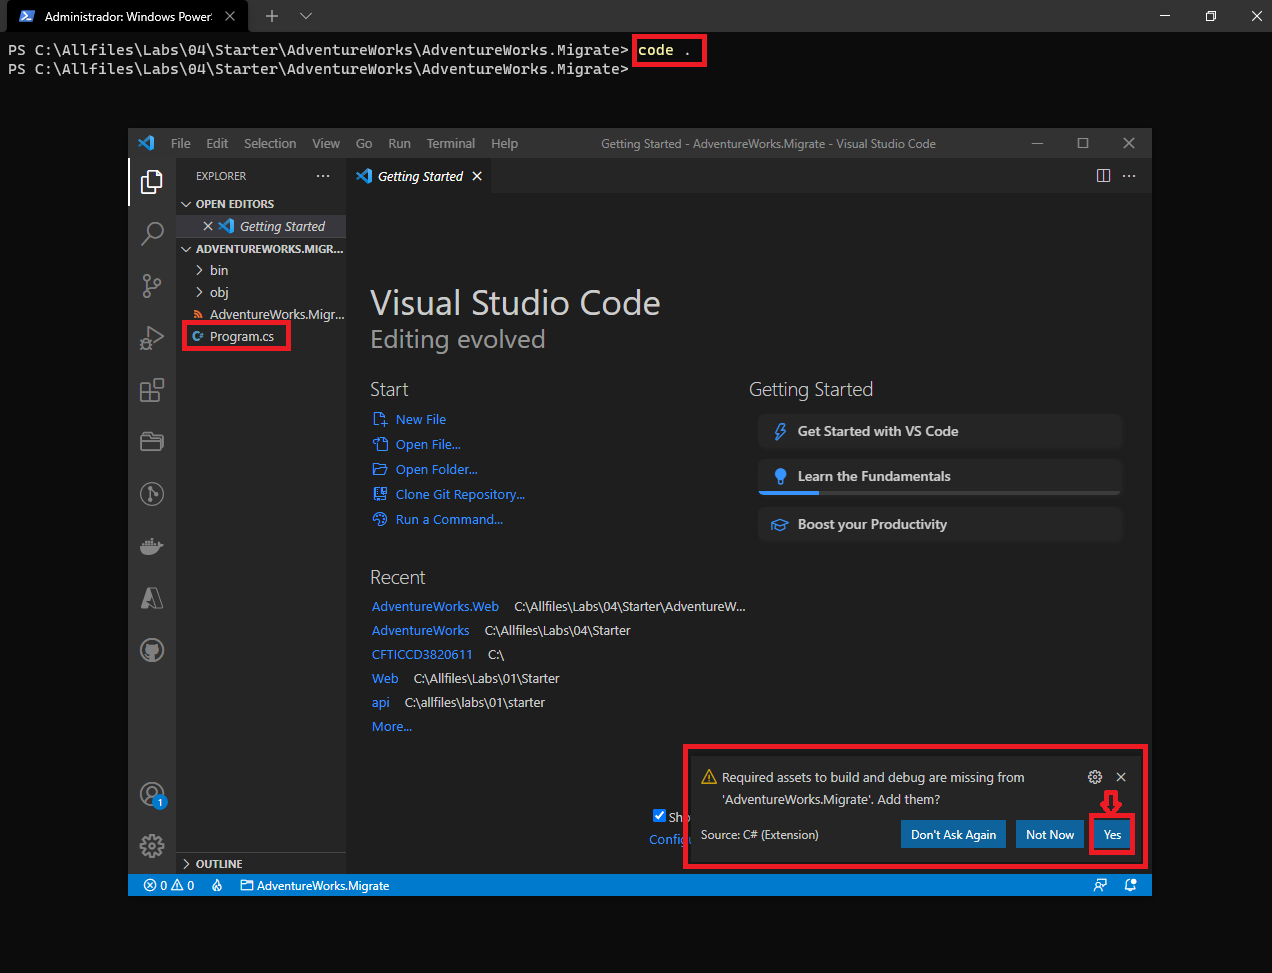 Administrador: Windows Power
PS C:\Allfiles\Labs\04\Starter\AdventureWorks\AdventureWorks.Migrate> code .
PS C:\Allfiles\Labs\04\Starter\AdventureWorks\AdventureWorks.Migrate>
File Edit Selection View Go Run Terminal Help
Getting Started - AdventureWorks.Migrate - Visual Studio Code
EXPLORER
Getting Started
OPEN EDITORS
Getting Started
ADVENTUREWORKS.MIGR...
bin
obj
AdventureWorks.Migr...
C# Program.cs
Visual Studio Code
Editing evolved
Start
New File
Open File...
Open Folder...
Clone Git Repository...
Run a Command...
Getting Started
Get Started with VS Code
Learn the Fundamentals
Boost your Productivity
Recent
AdventureWorks.Web C:\Allfiles\Labs\04\Starter\AdventureW...
AdventureWorks C:\Allfiles\Labs\04\Starter
CFTICCD3820611 C:\
Web C:\Allfiles\Labs\01\Starter
api C:\allfiles\labs\01\starter
More...
Sho
Configu
Required assets to build and debug are missing from
'AdventureWorks.Migrate'. Add them?
Source: C# (Extension)
Don't Ask Again
Not Now
Yes
1
OUTLINE
0 0 AdventureWorks.Migrate